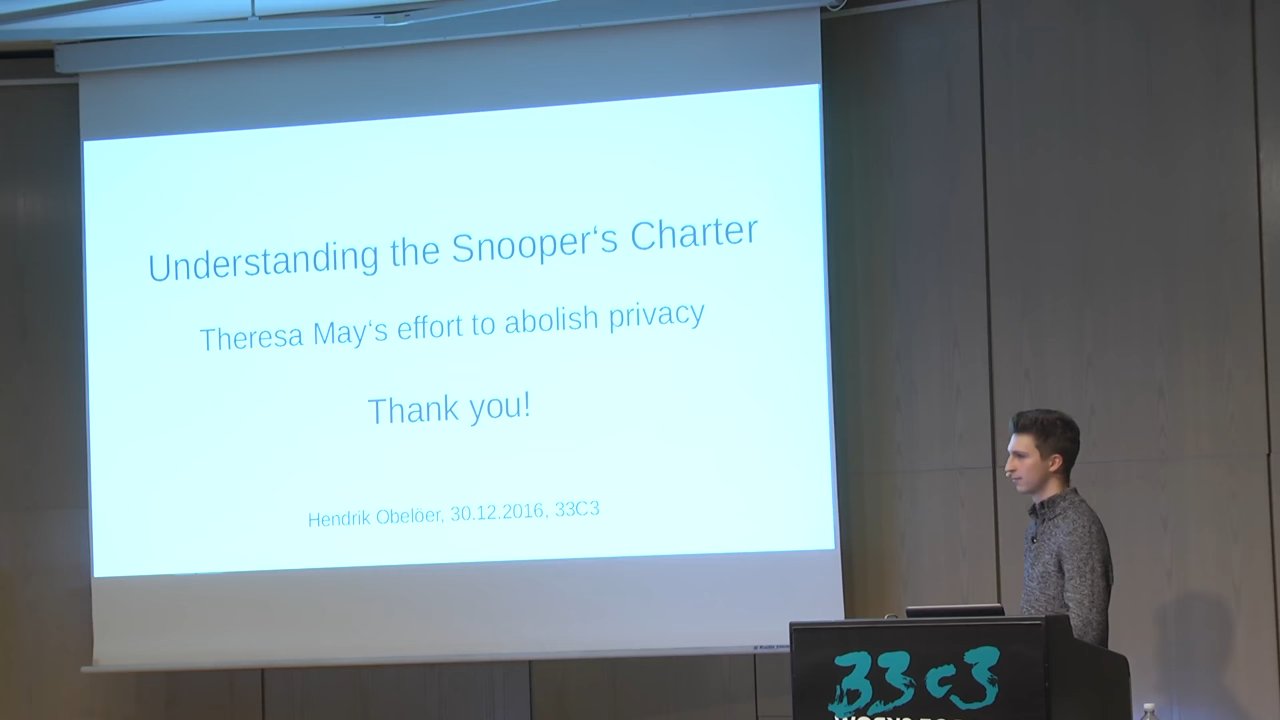 Understanding the Snooper‘s Charter
Theresa May‘s effort to abolish privacy
Thank you!
Hendrik Obelöer, 30.12.2016, 33C3
33c3